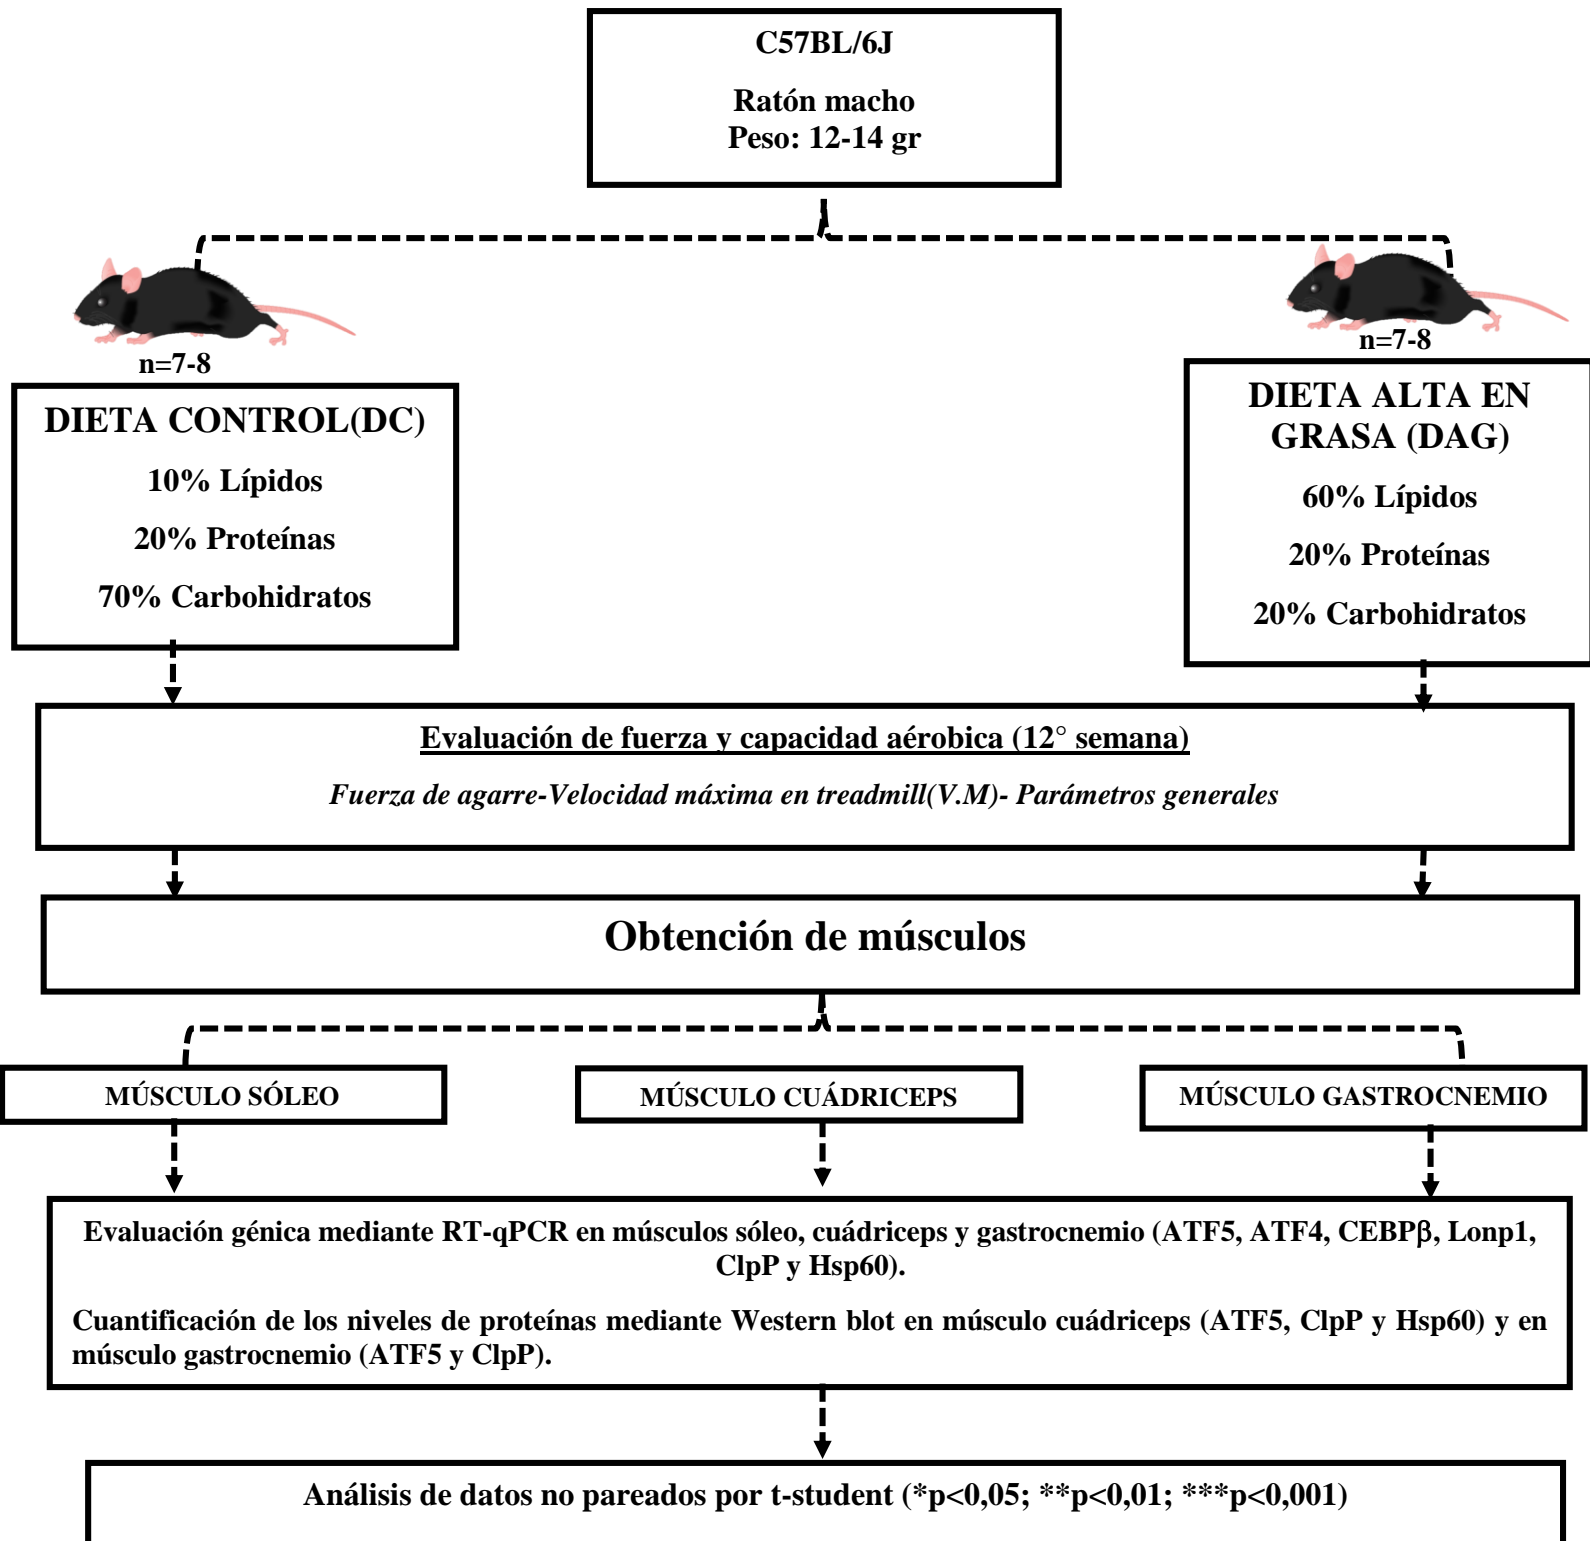 C57BL/6J
Ratón macho
Peso: 12-14 gr
n=7-8
n=7-8
DIETA CONTROL(DC)
10% Lípidos
20% Proteínas
70% Carbohidratos
DIETA ALTA EN
GRASA (DAG)
60% Lípidos
20% Proteínas
20% Carbohidratos
Evaluación de fuerza y capacidad aérobica (12° semana)
Fuerza de agarre-Velocidad máxima en treadmill(V.M)- Parámetros generales
Obtención de músculos
MÚSCULO SÓLEO
MÚSCULO CUÁDRICEPS
MÚSCULO GASTROCNEMIO
Evaluación génica mediante RT-qPCR en músculos sóleo, cuádriceps y gastrocnemio (ATF5, ATF4, CEBPβ, Lonp1,
ClpP y Hsp60).
Cuantificación de los niveles de proteínas mediante Western blot en músculo cuádriceps (ATF5, ClpP y Hsp60) y en
músculo gastrocnemio (ATF5 y ClpP).
Análisis de datos no pareados por t-student (*p<0,05; **p<0,01; ***p<0,001)